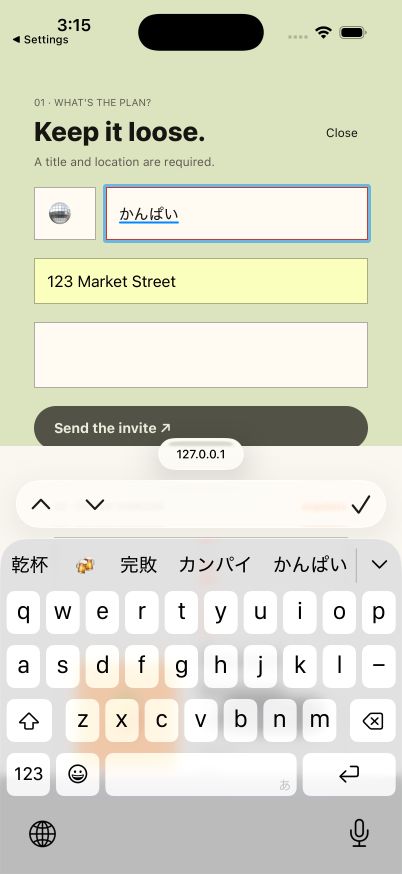 3:15
◀ Settings
01 · WHAT'S THE PLAN?
Keep it loose.
Close
A title and location are required.
かんぱい
123 Market Street
Send the invite ↗
127.0.0.1
乾杯 🍻 完敗 カンパイ かんぱい
q w e r t y u i o p
a s d f g h j k l ー
z x c v b n m
123 あ